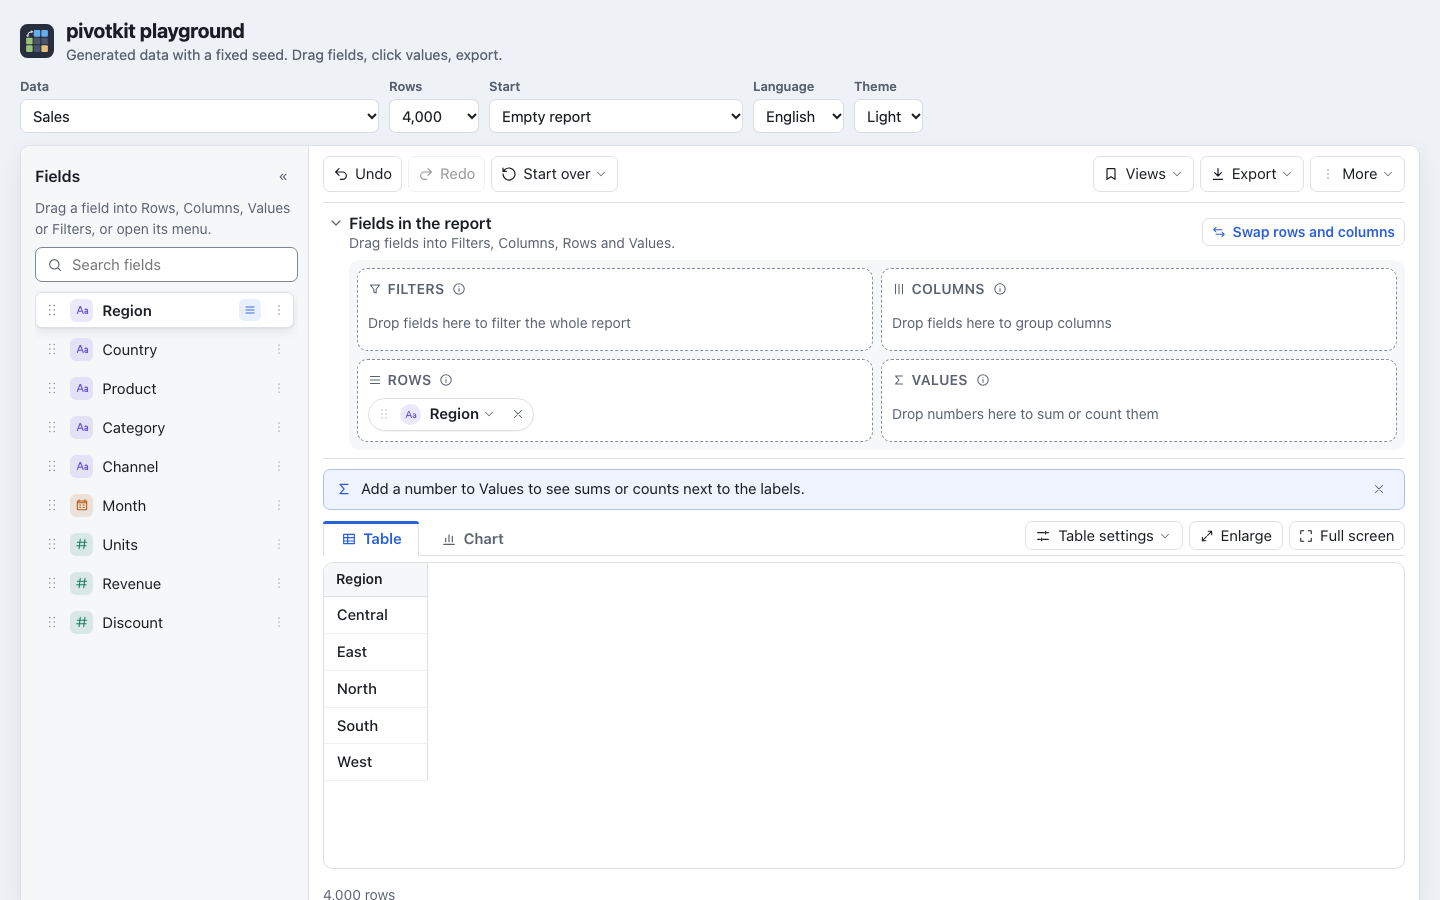 pivotkit playground
Generated data with a fixed seed. Drag fields, click values, export.
Data
Rows
Start
Language
Theme
Sales
4,000
Empty report
English
Light
Fields
«
Drag a field into Rows, Columns, Values
or Filters, or open its menu.
Search fields
Aa Region
Aa Country
Aa Product
Aa Category
Aa Channel
Month
# Units
# Revenue
# Discount
Undo
Redo
Start over
Views
Export
More
Fields in the report
Drag fields into Filters, Columns, Rows and Values.
Swap rows and columns
FILTERS
Drop fields here to filter the whole report
COLUMNS
Drop fields here to group columns
ROWS
Aa Region
Σ VALUES
Drop numbers here to sum or count them
Σ Add a number to Values to see sums or counts next to the labels.
Table
Chart
Table settings
Enlarge
Full screen
Region
Central
East
North
South
West
4,000 rows